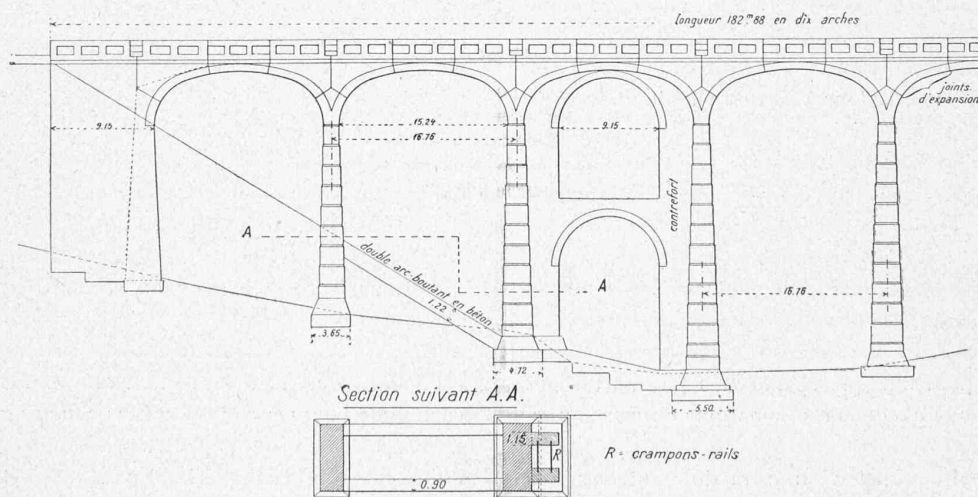 longueur 182.m88 en dix arches
joints d'expansion
9.15
15.24
16.76
9.15
contrefort
A
double arc-boutant en béton
1.22
A
16.76
3.65
4.72
5.50
Section suivant A.A.
1.15
R
0.90
R = crampons-rails